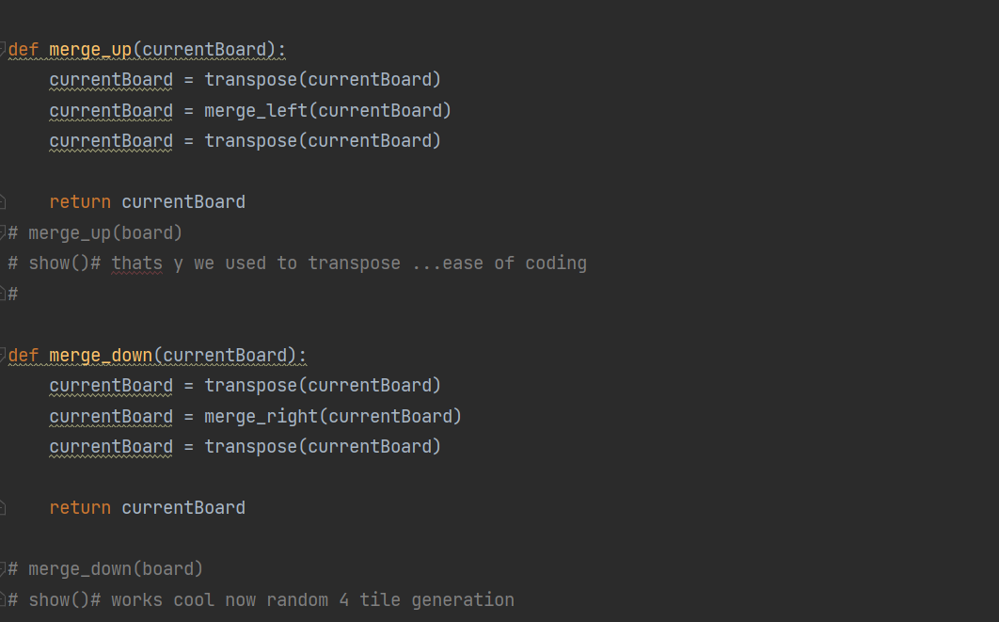 def merge_up(currentBoard):
    currentBoard = transpose(currentBoard)
    currentBoard = merge_left(currentBoard)
    currentBoard = transpose(currentBoard)
    return currentBoard
# merge_up(board)
# show()# thats y we used to transpose ...ease of coding
#
def merge_down(currentBoard):
    currentBoard = transpose(currentBoard)
    currentBoard = merge_right(currentBoard)
    currentBoard = transpose(currentBoard)
    return currentBoard
# merge_down(board)
# show()# works cool now random 4 tile generation